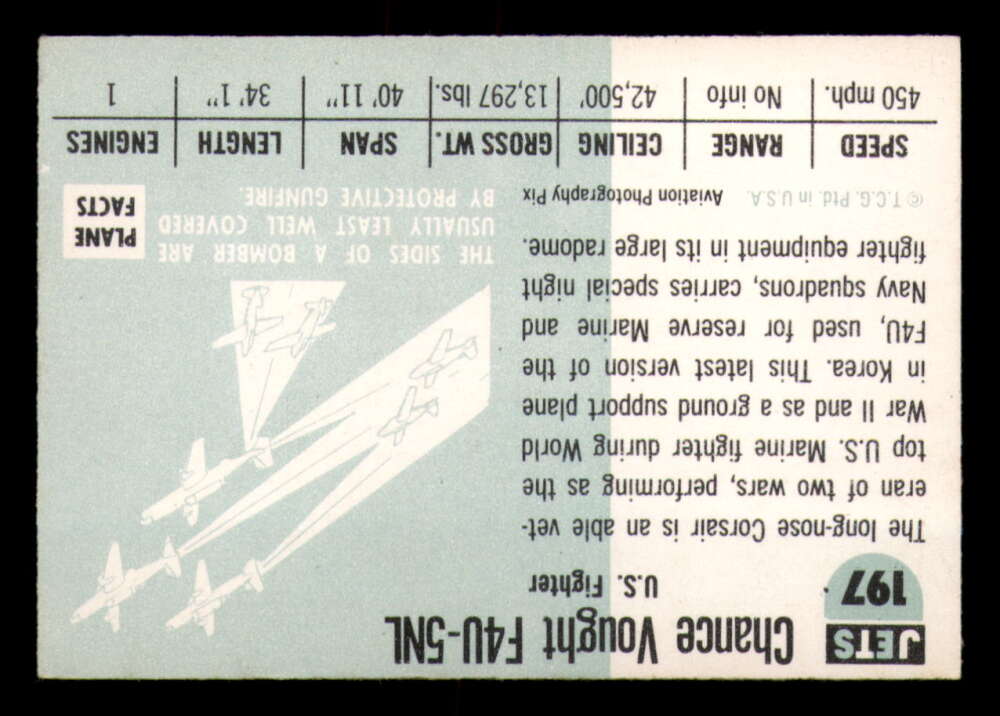 JETS
197
Chance Vought F4U-5NL
U.S. Fighter
The long-nose Corsair is an able vet-
eran of two wars, performing as the
top U.S. Marine fighter during World
War II and as a ground support plane
in Korea. This latest version of the
F4U, used for reserve Marine and
Navy squadrons, carries special night
fighter equipment in its large radome.
© T.C.G. Ptd. in U.S.A. Aviation Photography Pix
THE SIDES OF A BOMBER ARE
USUALLY LEAST WELL COVERED
BY PROTECTIVE GUNFIRE.
PLANE
FACTS
SPEED RANGE CEILING GROSS WT. SPAN LENGTH ENGINES
450 mph. No info 42,500' 13,297 lbs. 40' 11" 34' 1" 1